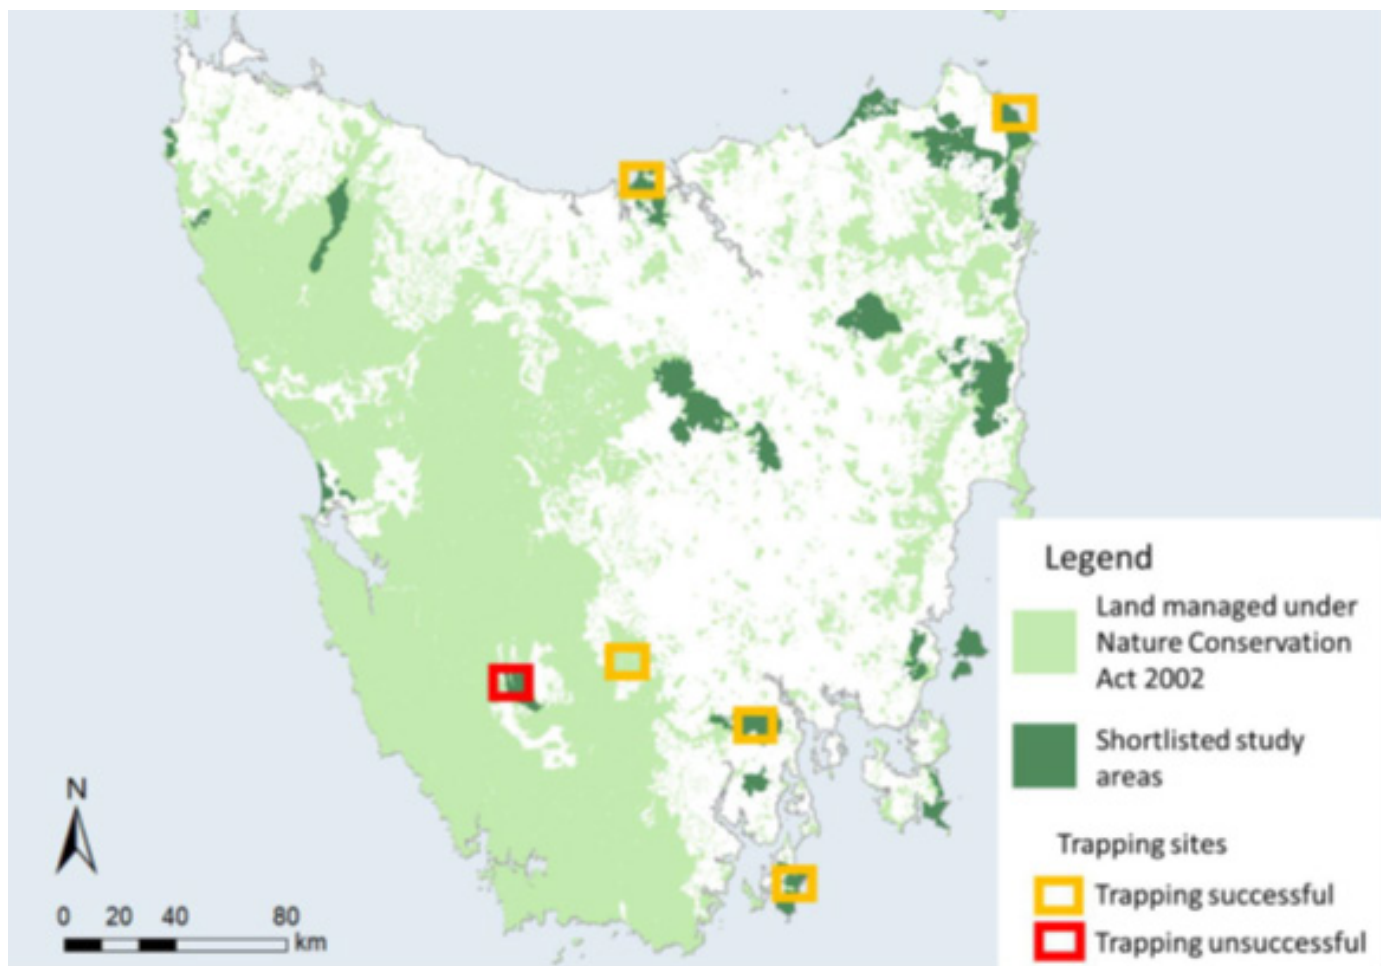 Legend
Land managed under
Nature Conservation
Act 2002
Shortlisted study
areas
Trapping sites
Trapping successful
Trapping unsuccessful
N
0 20 40 80
km